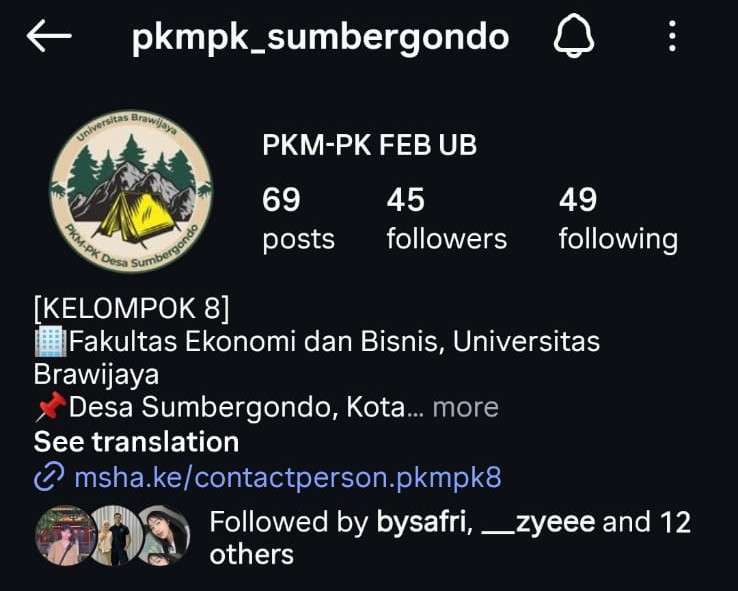 pkmpk_sumbergondo
Universitas Brawijaya
PKM-PK Desa Sumbergondo
PKM-PK FEB UB
69 45 49
posts followers following
[KELOMPOK 8]
🏢Fakultas Ekonomi dan Bisnis, Universitas
Brawijaya
📌Desa Sumbergondo, Kota... more
See translation
msha.ke/contactperson.pkmpk8
Followed by bysafri, __zyeee and 12
others